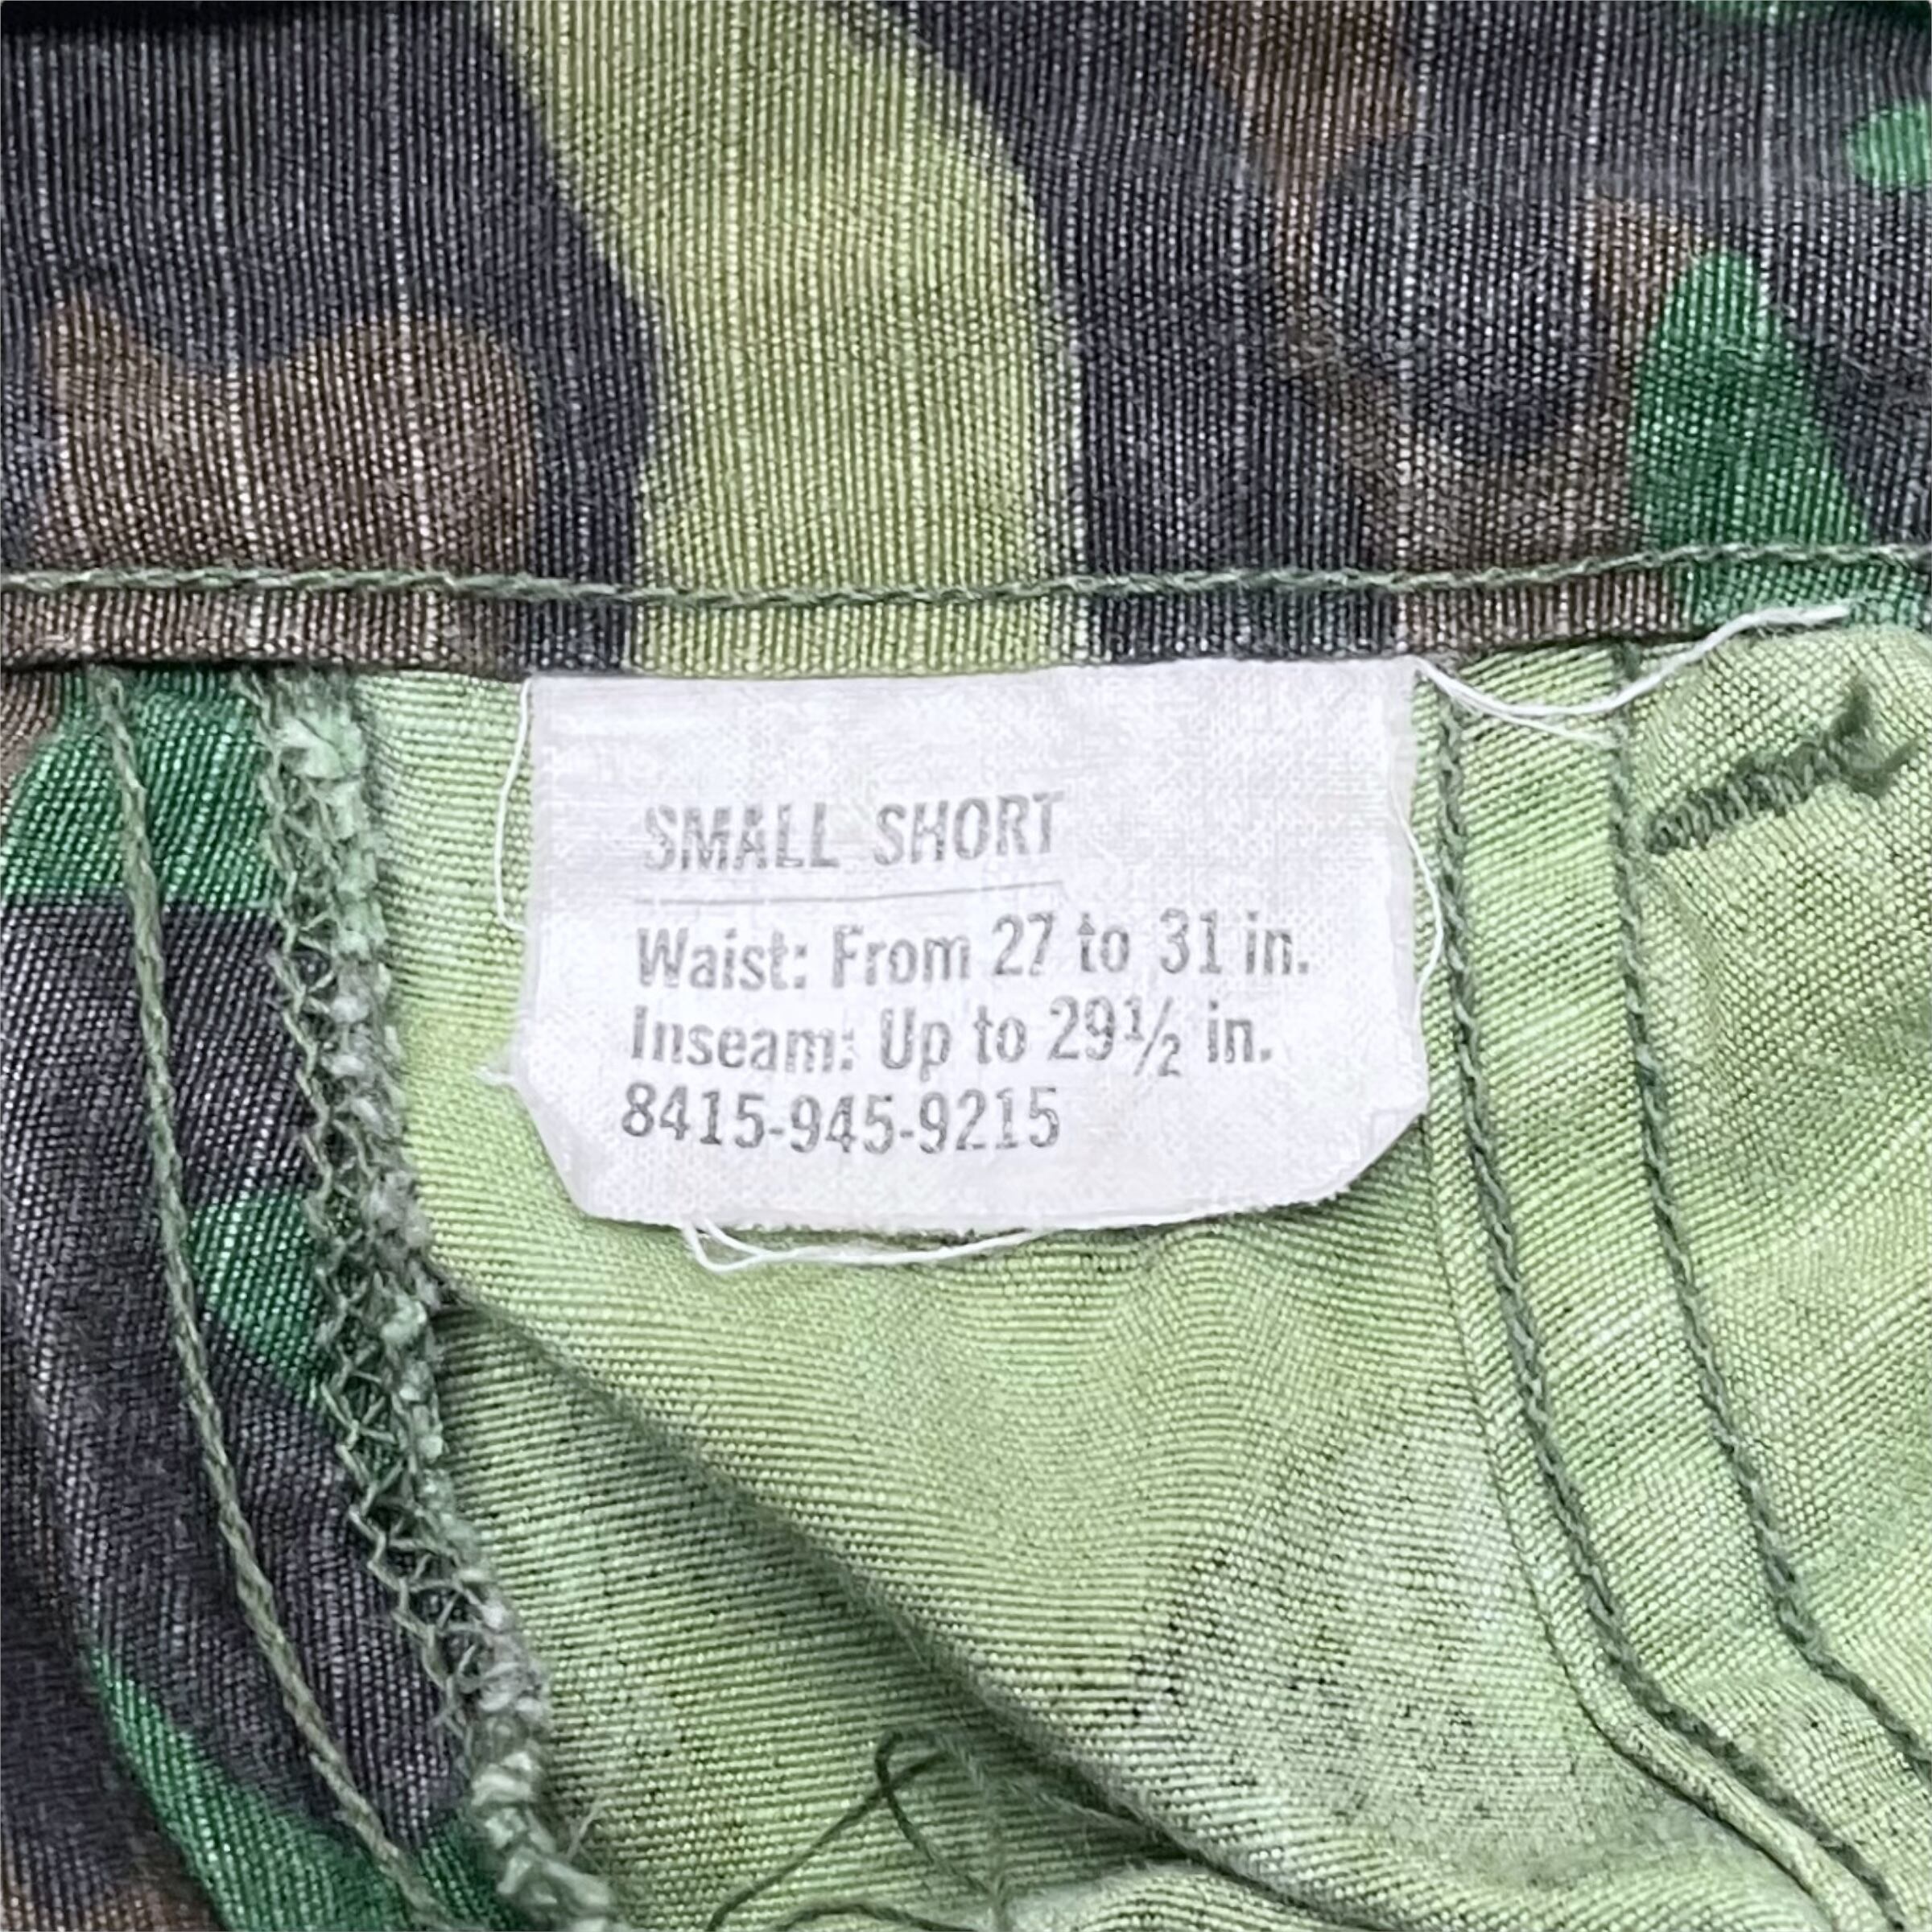 SMALL SHORT
Waist: From 27 to 31 in.
Inseam: Up to 29½ in.
8415-945-9215